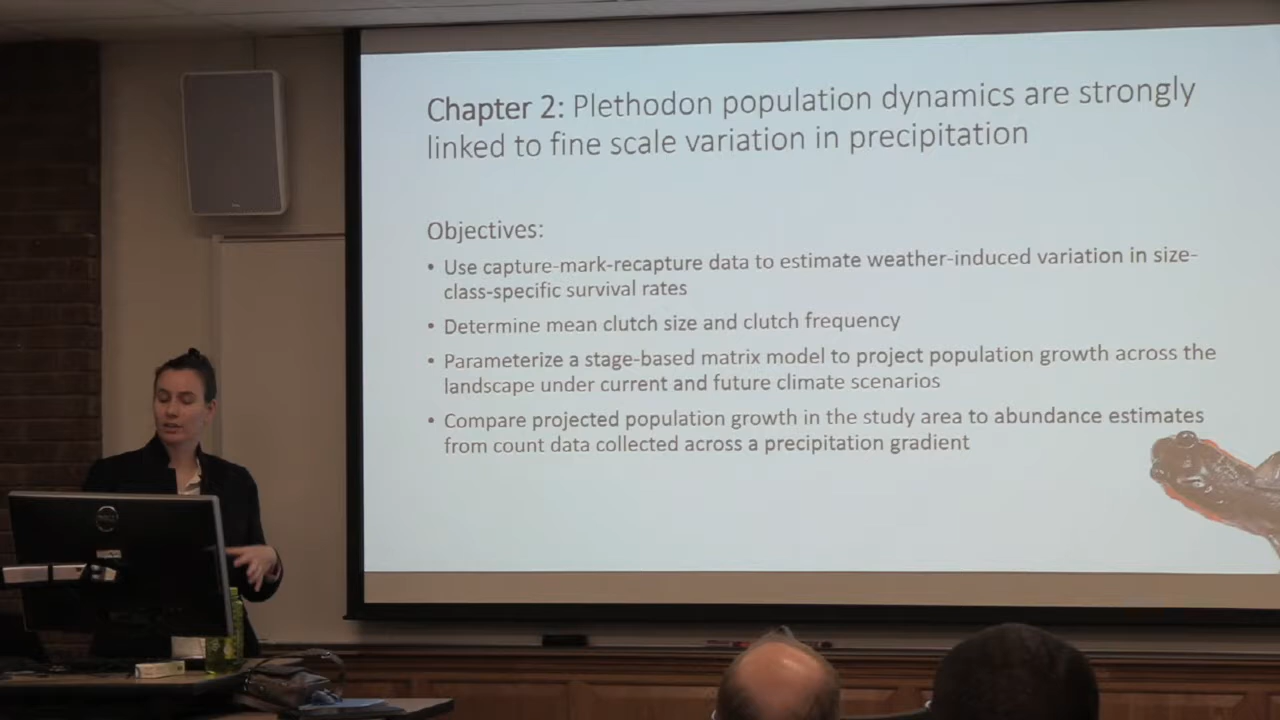 Chapter 2: Plethodon population dynamics are strongly
linked to fine scale variation in precipitation
Objectives:
• Use capture-mark-recapture data to estimate weather-induced variation in size-
class-specific survival rates
• Determine mean clutch size and clutch frequency
• Parameterize a stage-based matrix model to project population growth across the
landscape under current and future climate scenarios
• Compare projected population growth in the study area to abundance estimates
from count data collected across a precipitation gradient
DELL